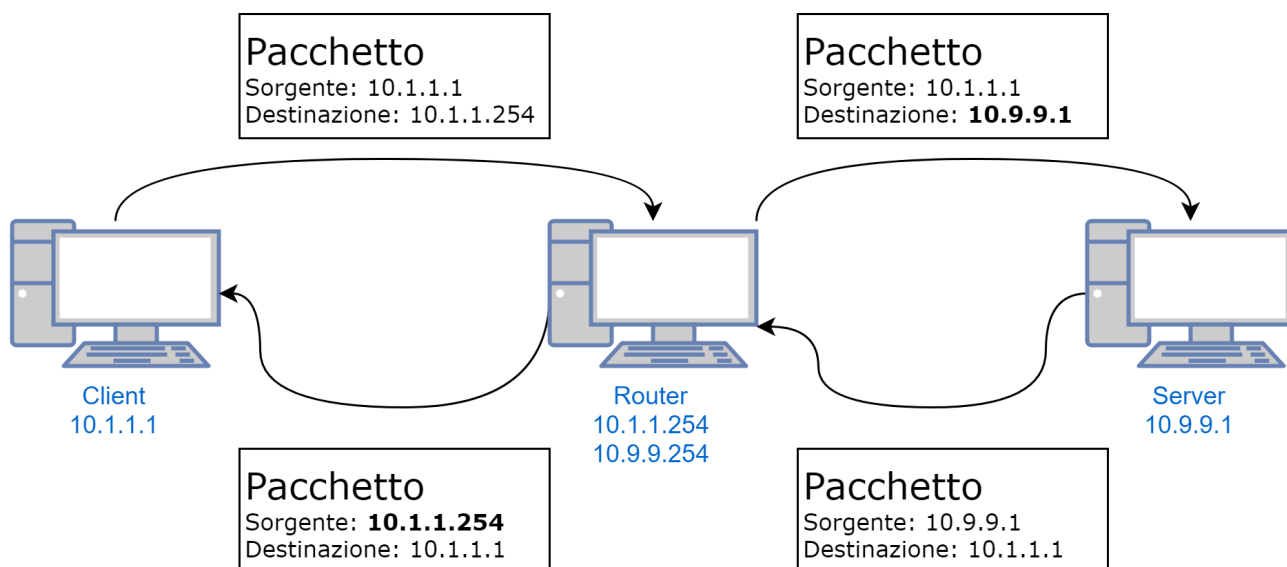 Pacchetto
Sorgente: 10.1.1.1
Destinazione: 10.1.1.254
Pacchetto
Sorgente: 10.1.1.1
Destinazione: 10.9.9.1
Client
10.1.1.1
Router
10.1.1.254
10.9.9.254
Server
10.9.9.1
Pacchetto
Sorgente: 10.1.1.254
Destinazione: 10.1.1.1
Pacchetto
Sorgente: 10.9.9.1
Destinazione: 10.1.1.1